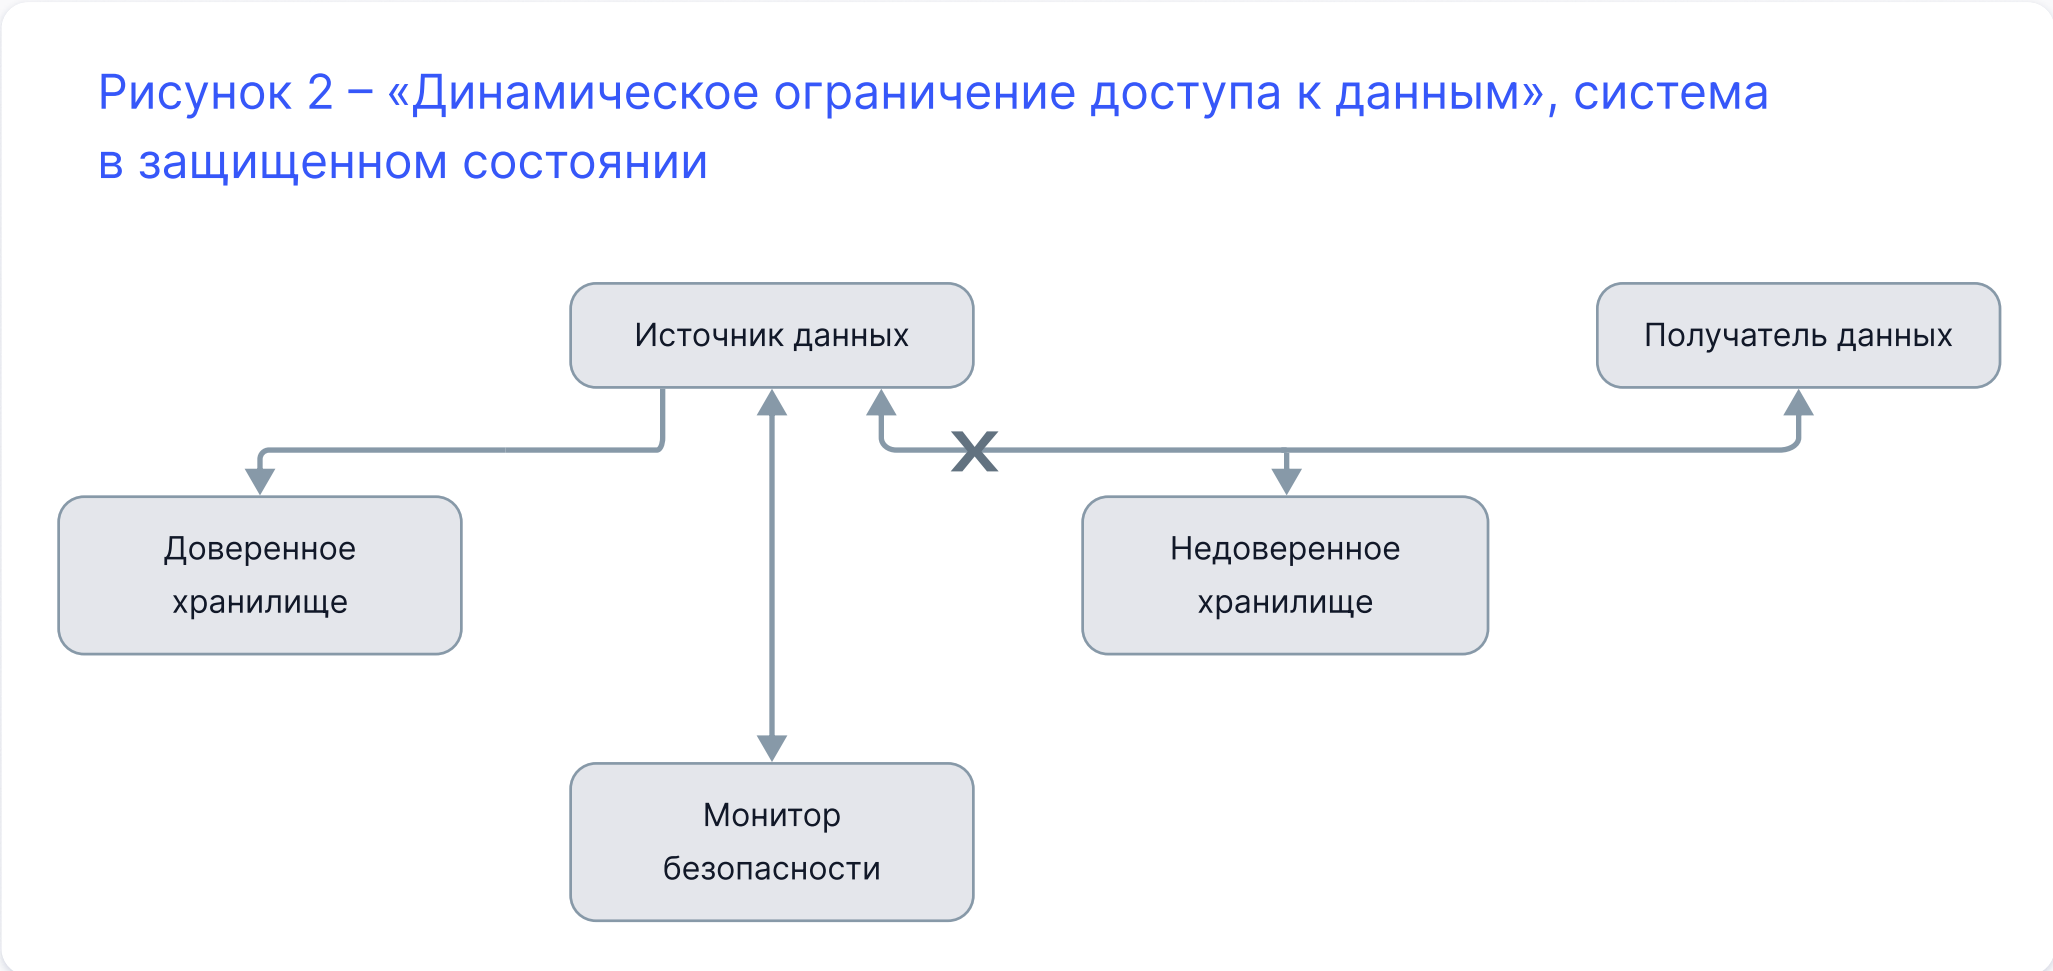 Рисунок 2 – «Динамическое ограничение доступа к данным», система
в защищенном состоянии
Источник данных
Получатель данных
X
Доверенное
хранилище
Недоверенное
хранилище
Монитор
безопасности